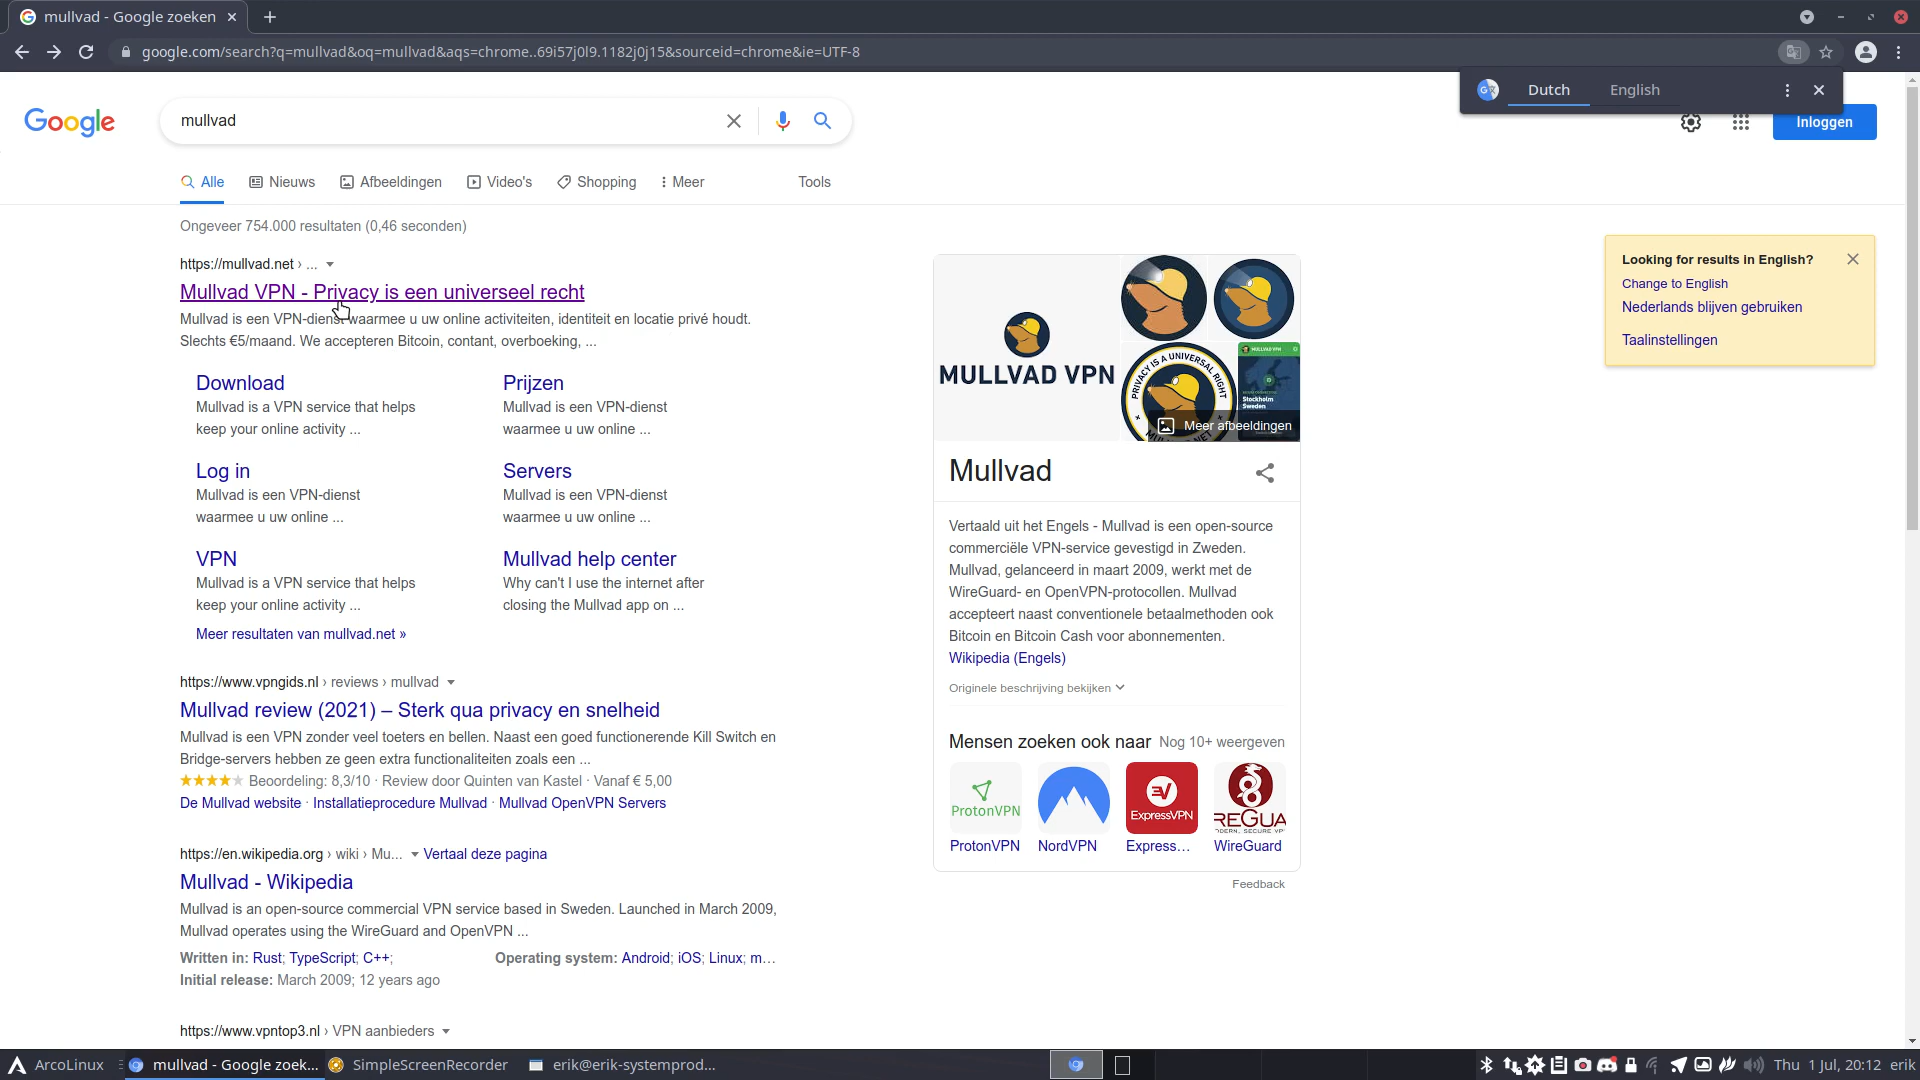 mullvad - Google zoeken
google.com/search?q=mullvad&oq=mullvad&aqs=chrome..69i57j0l9.1182j0j15&sourceid=chrome&ie=UTF-8
Dutch English
Google
mullvad
Inloggen
Alle Nieuws Afbeeldingen Video's Shopping Meer Tools
Ongeveer 754.000 resultaten (0,46 seconden)
https://mullvad.net › ...
Mullvad VPN - Privacy is een universeel recht
Mullvad is een VPN-dienst waarmee u uw online activiteiten, identiteit en locatie privé houdt.
Slechts €5/maand. We accepteren Bitcoin, contant, overboeking, ...
Download
Mullvad is a VPN service that helps
keep your online activity ...
Prijzen
Mullvad is een VPN-dienst
waarmee u uw online ...
Log in
Mullvad is een VPN-dienst
waarmee u uw online ...
Servers
Mullvad is een VPN-dienst
waarmee u uw online ...
VPN
Mullvad is a VPN service that helps
keep your online activity ...
Mullvad help center
Why can't I use the internet after
closing the Mullvad app on ...
Meer resultaten van mullvad.net »
https://www.vpngids.nl › reviews › mullvad
Mullvad review (2021) – Sterk qua privacy en snelheid
Mullvad is een VPN zonder veel toeters en bellen. Naast een goed functionerende Kill Switch en
Bridge-servers hebben ze geen extra functionaliteiten zoals een ...
Beoordeling: 8,3/10 · Review door Quinten van Kastel · Vanaf € 5,00
De Mullvad website · Installatieprocedure Mullvad · Mullvad OpenVPN Servers
https://en.wikipedia.org › wiki › Mu... Vertaal deze pagina
Mullvad - Wikipedia
Mullvad is an open-source commercial VPN service based in Sweden. Launched in March 2009,
Mullvad operates using the WireGuard and OpenVPN ...
Written in: Rust; TypeScript; C++;
Operating system: Android; iOS; Linux; m...
Initial release: March 2009; 12 years ago
https://www.vpntop3.nl › VPN aanbieders
MULLVAD VPN
PRIVACY IS A UNIVERSAL RIGHT
MULLVAD VPN
Stockholm
Sweden
Meer afbeeldingen
Mullvad
Vertaald uit het Engels - Mullvad is een open-source
commerciële VPN-service gevestigd in Zweden.
Mullvad, gelanceerd in maart 2009, werkt met de
WireGuard- en OpenVPN-protocollen. Mullvad
accepteert naast conventionele betaalmethoden ook
Bitcoin en Bitcoin Cash voor abonnementen.
Wikipedia (Engels)
Originele beschrijving bekijken
Mensen zoeken ook naar Nog 10+ weergeven
ProtonVPN
ExpressVPN
REGUA
ProtonVPN NordVPN Express... WireGuard
Feedback
Looking for results in English?
Change to English
Nederlands blijven gebruiken
Taalinstellingen
ArcoLinux mullvad - Google zoek... SimpleScreenRecorder erik@erik-systemprod... Thu 1 Jul, 20:12 erik